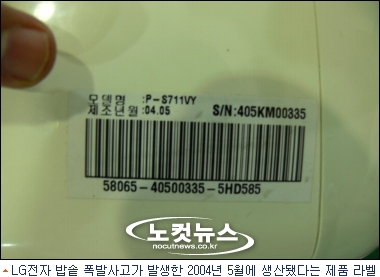 모델명 :P-S711VY
제조년월 :04.05 S/N:405KM00335
58065-40500335-5HD585
노컷뉴스
nocutnews.co.kr
▲LG전자 밥솥 폭발사고가 발생한 2004년 5월에 생산됐다는 제품 라벨